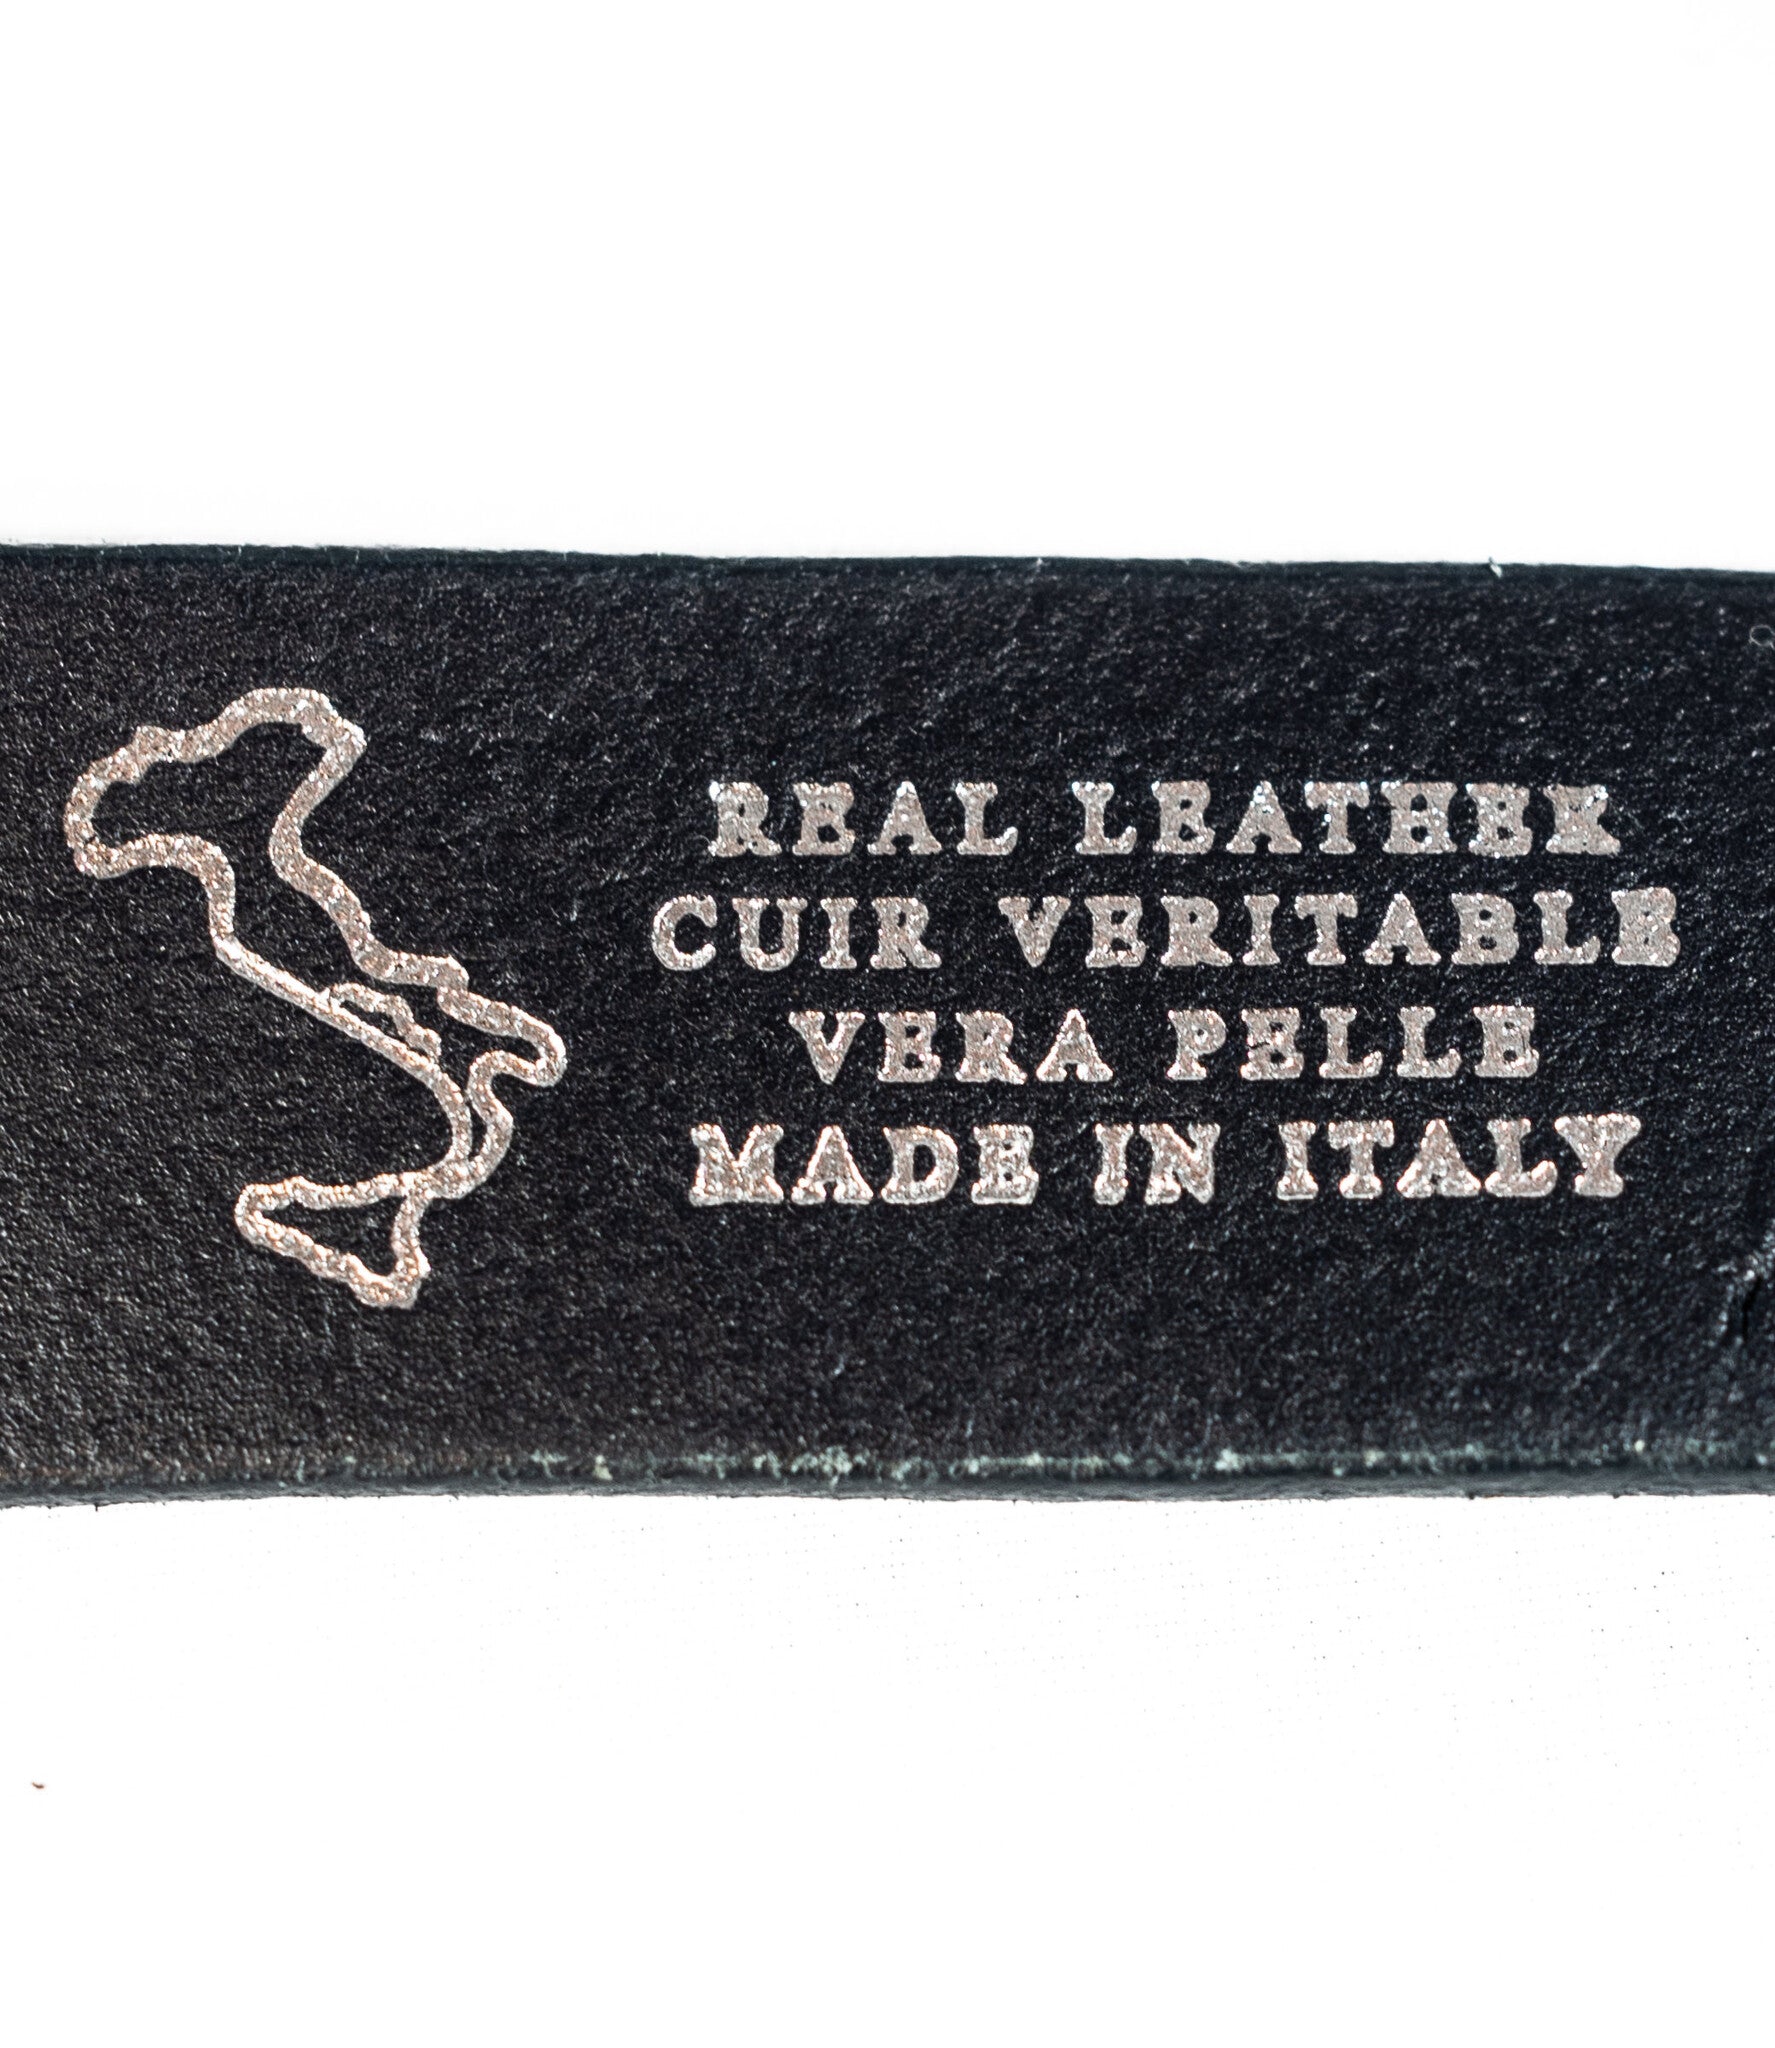 REAL LEATHER
CUIR VERITABLE
VERA PELLE
MADE IN ITALY